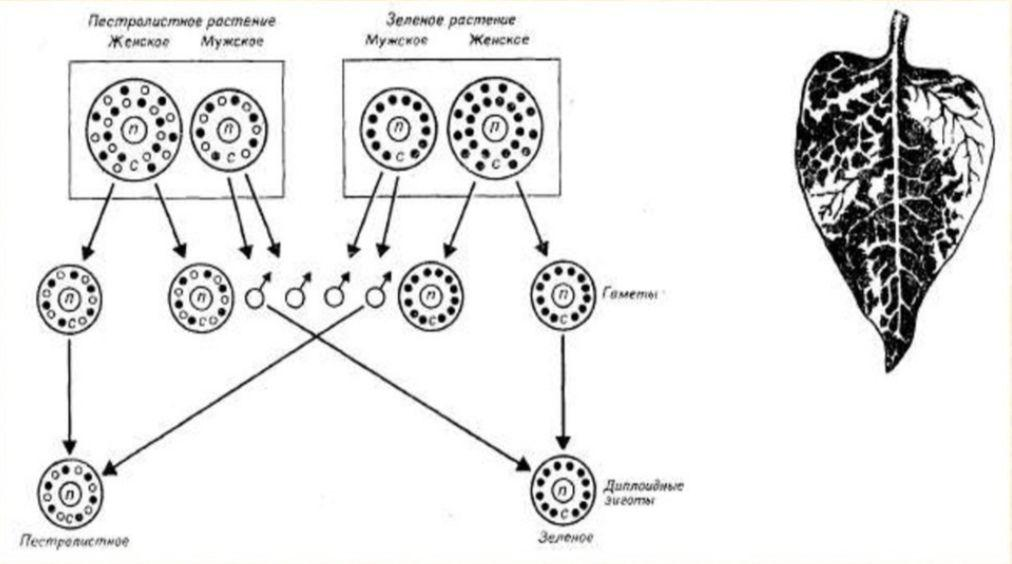 Пестролистное растение
Женское Мужское
Зеленое растение
Мужское Женское
п
с
п
с
п
с
п
с
п
с
п
с
п
с
п
с
Гаметы
п
с
п
с
Диплоидные
зиготы
Пестролистное
Зеленое